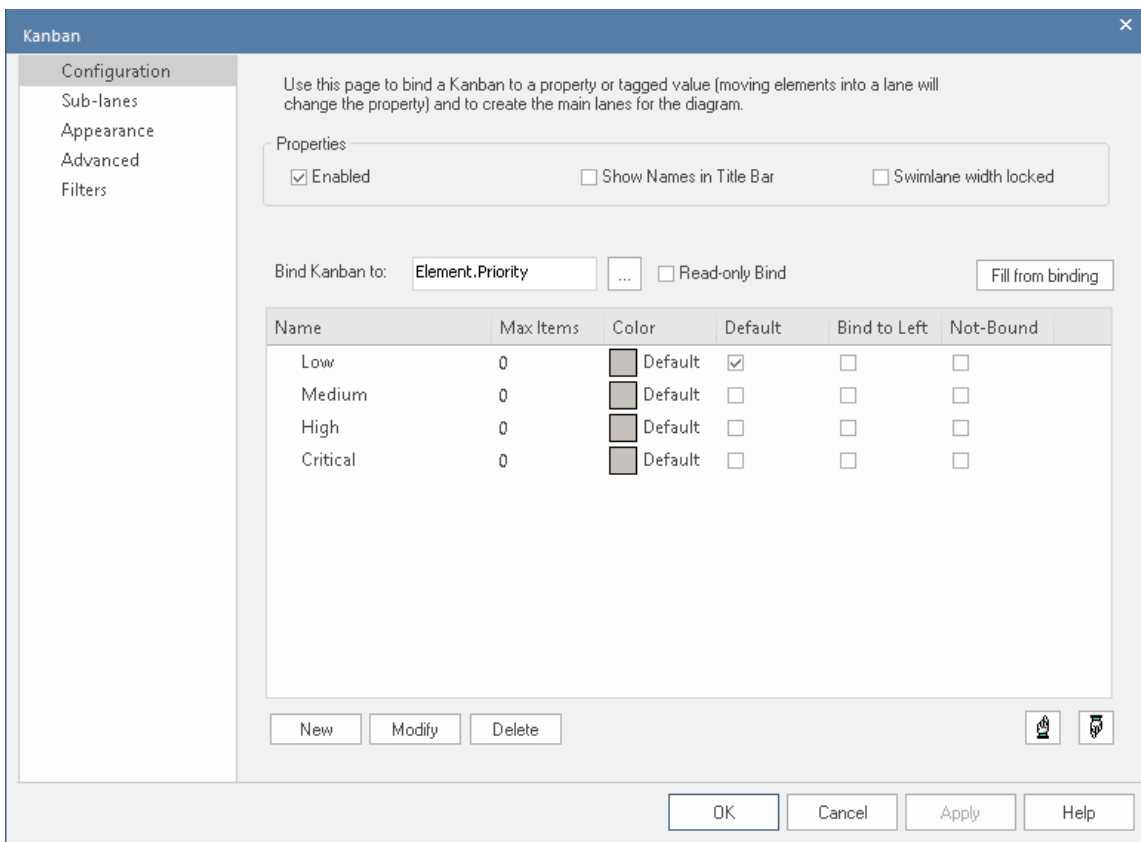 Kanban
Configuration
Sub-lanes
Appearance
Advanced
Filters
Use this page to bind a Kanban to a property or tagged value (moving elements into a lane will
change the property) and to create the main lanes for the diagram.
Properties
Enabled Show Names in Title Bar Swimlane width locked
Bind Kanban to: Element.Priority ... Read-only Bind Fill from binding
Name Max Items Color Default Bind to Left Not-Bound
Low 0 Default
Medium 0 Default
High 0 Default
Critical 0 Default
New Modify Delete
OK Cancel Apply Help